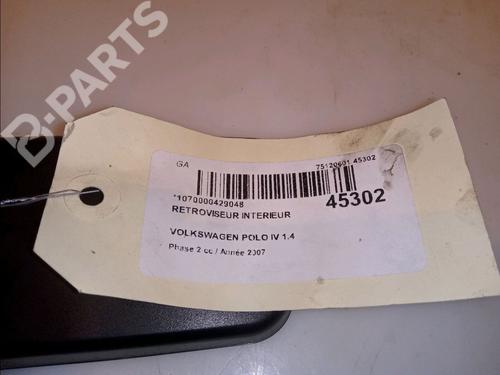 B-PARTS
GA
75120601 45302
*1070000429048
45302
RETROVISEUR INTERIEUR
VOLKSWAGEN POLO IV 1.4
Phase 2 cc / Année 2007